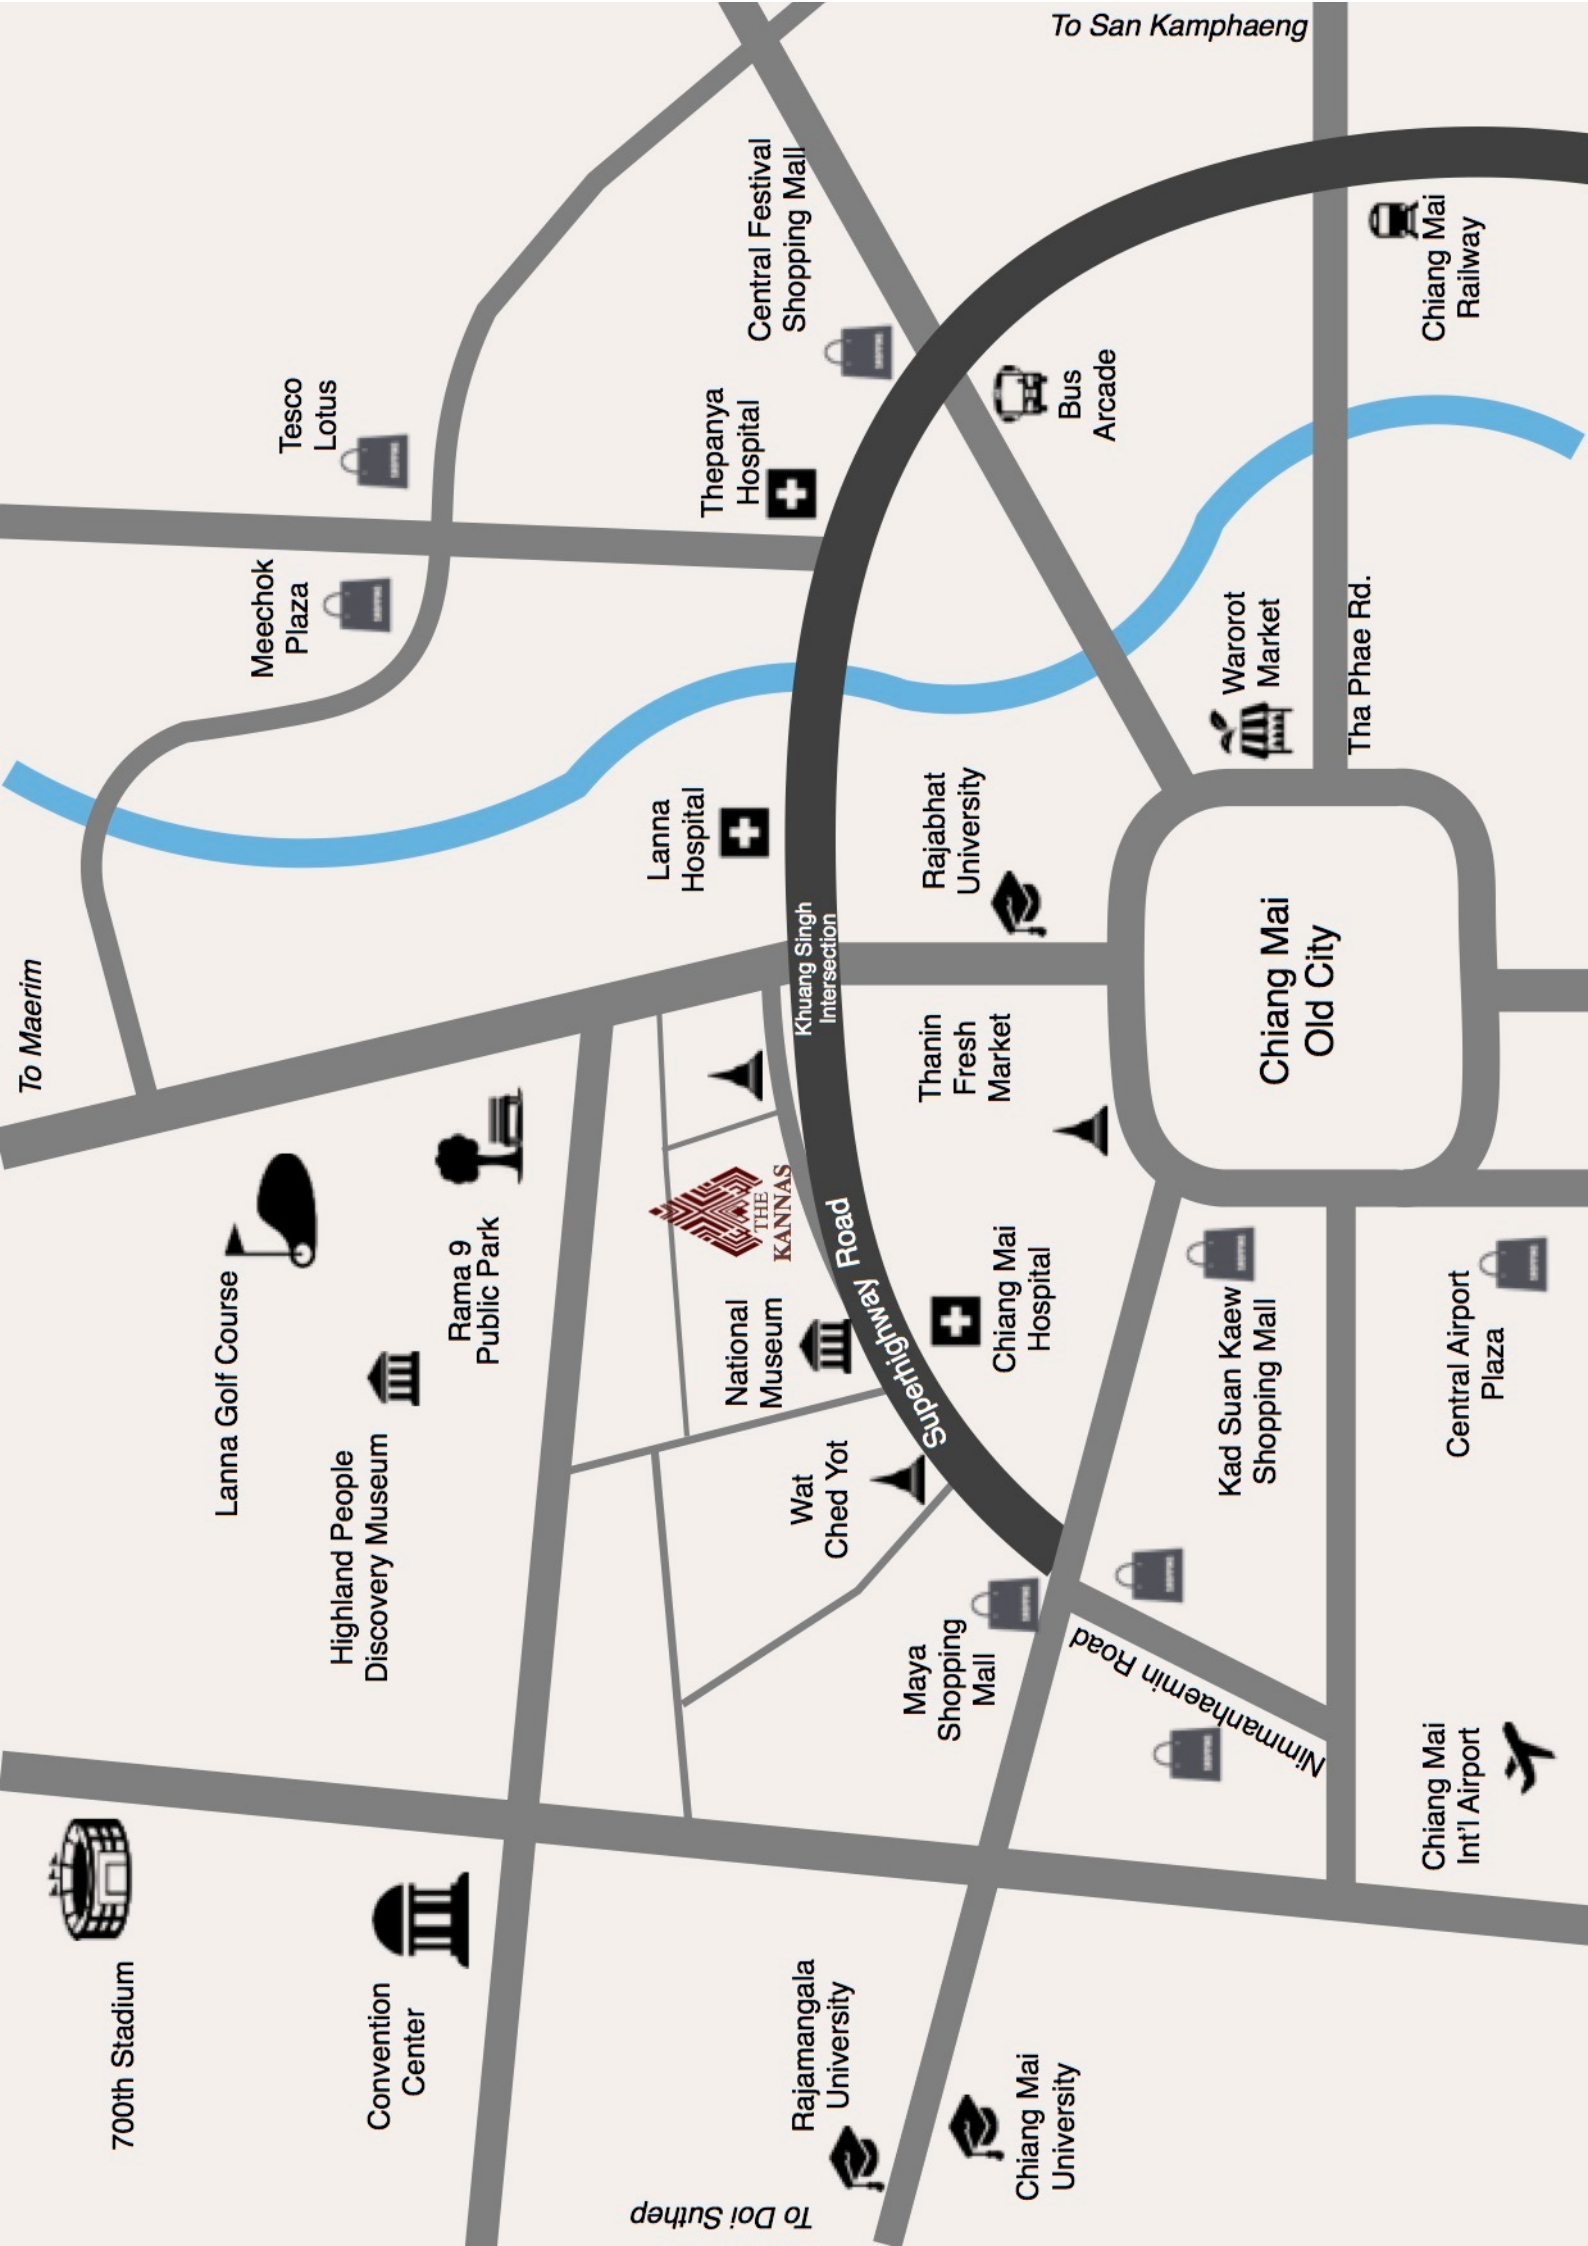 To Maerim
700th Stadium
Lanna Golf Course
Meechok
Plaza
Tesco
Lotus
Highland People
Discovery Museum
Convention
Center
Rama 9
Public Park
To Doi Suthep
Lanna
Hospital
Thepanya
Hospital
Central Festival
Shopping Mall
THE
KANNAS
National
Museum
Wat
Ched Yot
Rajamangala
University
Khuang Singh
Intersection
Superhighway Road
Maya
Shopping
Mall
Thanin
Fresh
Market
Rajabhat
University
Chiang Mai
Hospital
Chiang Mai
University
Bus
Arcade
To San Kamphaeng
Nimmanhaemin Road
Kad Suan Kaew
Shopping Mall
Warorot
Market
Chiang Mai
Old City
Tha Phae Rd.
Chiang Mai
Railway
Chiang Mai
Int'l Airport
Central Airport
Plaza